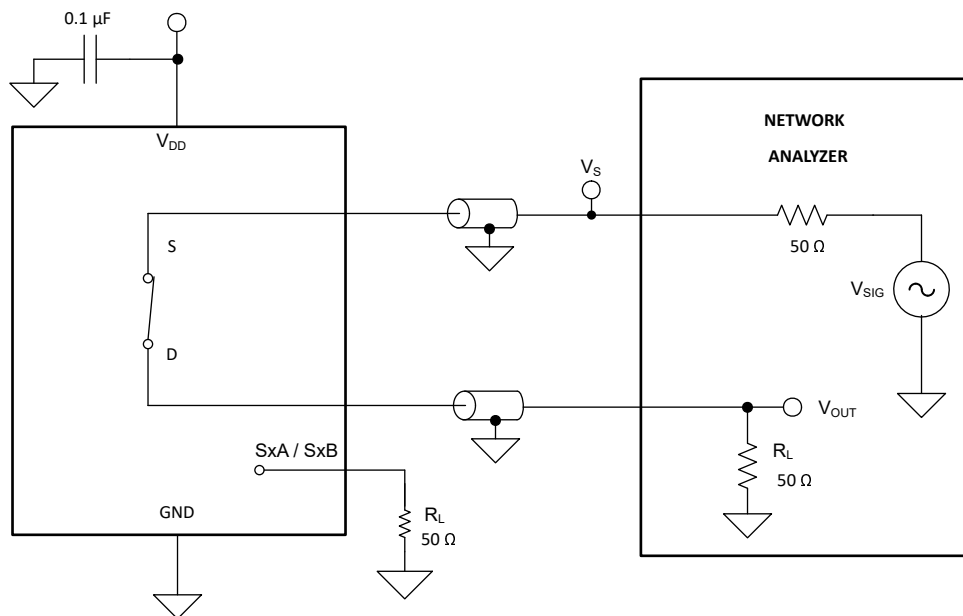 0.1 µF
VDD
NETWORK
ANALYZER
VS
S
50 Ω
VSIG
D
VOUT
SxA / SxB
RL
50 Ω
GND
RL
50 Ω